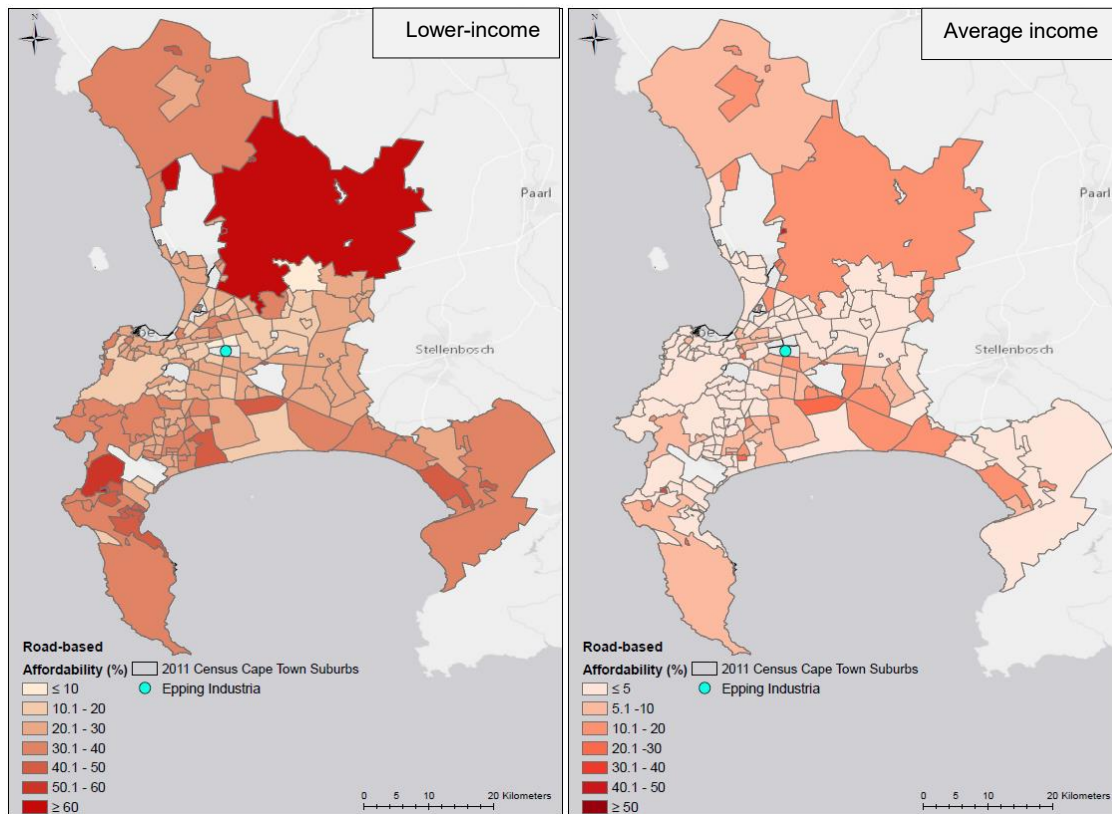 N
Lower-income
Paarl
Stellenbosch
Road-based
Affordability (%)
2011 Census Cape Town Suburbs
≤ 10
Epping Industria
10.1 - 20
20.1 - 30
30.1 - 40
40.1 - 50
50.1 - 60
≥ 60
0 5 10 20 Kilometers
N
Average income
Paarl
Stellenbosch
Road-based
Affordability (%)
2011 Census Cape Town Suburbs
≤ 5
Epping Industria
5.1 -10
10.1 - 20
20.1 -30
30.1 - 40
40.1 - 50
≥ 50
0 5 10 20 Kilometers